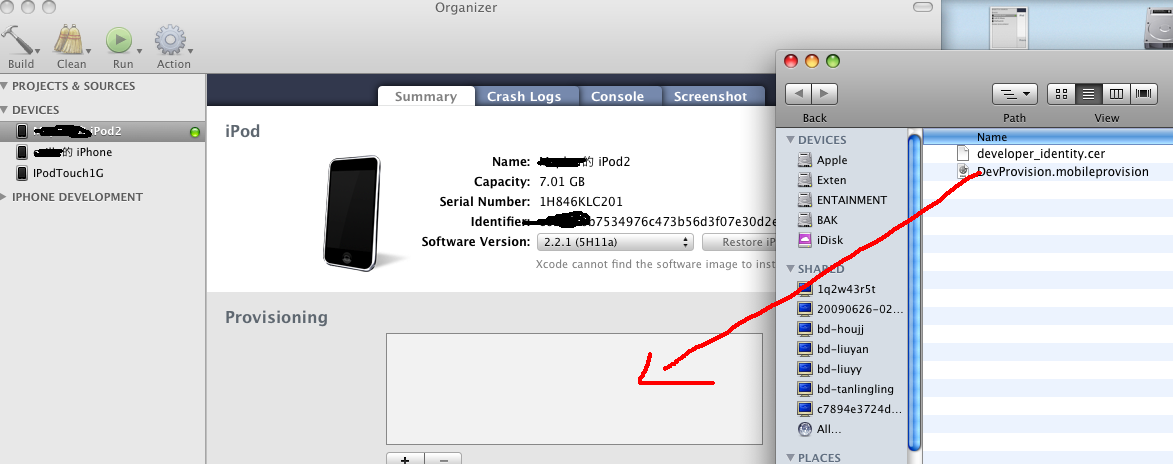 Organizer
Build
Clean
Run
Action
PROJECTS & SOURCES
DEVICES
iPod2
的 iPhone
IPodTouch1G
IPHONE DEVELOPMENT
Summary
Crash Logs
Console
Screenshot
iPod
Name: 的 iPod2
Capacity: 7.01 GB
Serial Number: 1H846KLC201
Identifier: b7534976c473b56d3f07e30d2e
Software Version: 2.2.1 (5H11a)
Restore iP
Xcode cannot find the software image to inst
Provisioning
Back
Path
View
DEVICES
Apple
Exten
ENTAINMENT
BAK
iDisk
SHARED
1q2w43r5t
20090626-02...
bd-houjj
bd-liuyan
bd-liuyy
bd-tanlingling
c7894e3724d...
All...
PLACES
Name
developer_identity.cer
DevProvision.mobileprovision